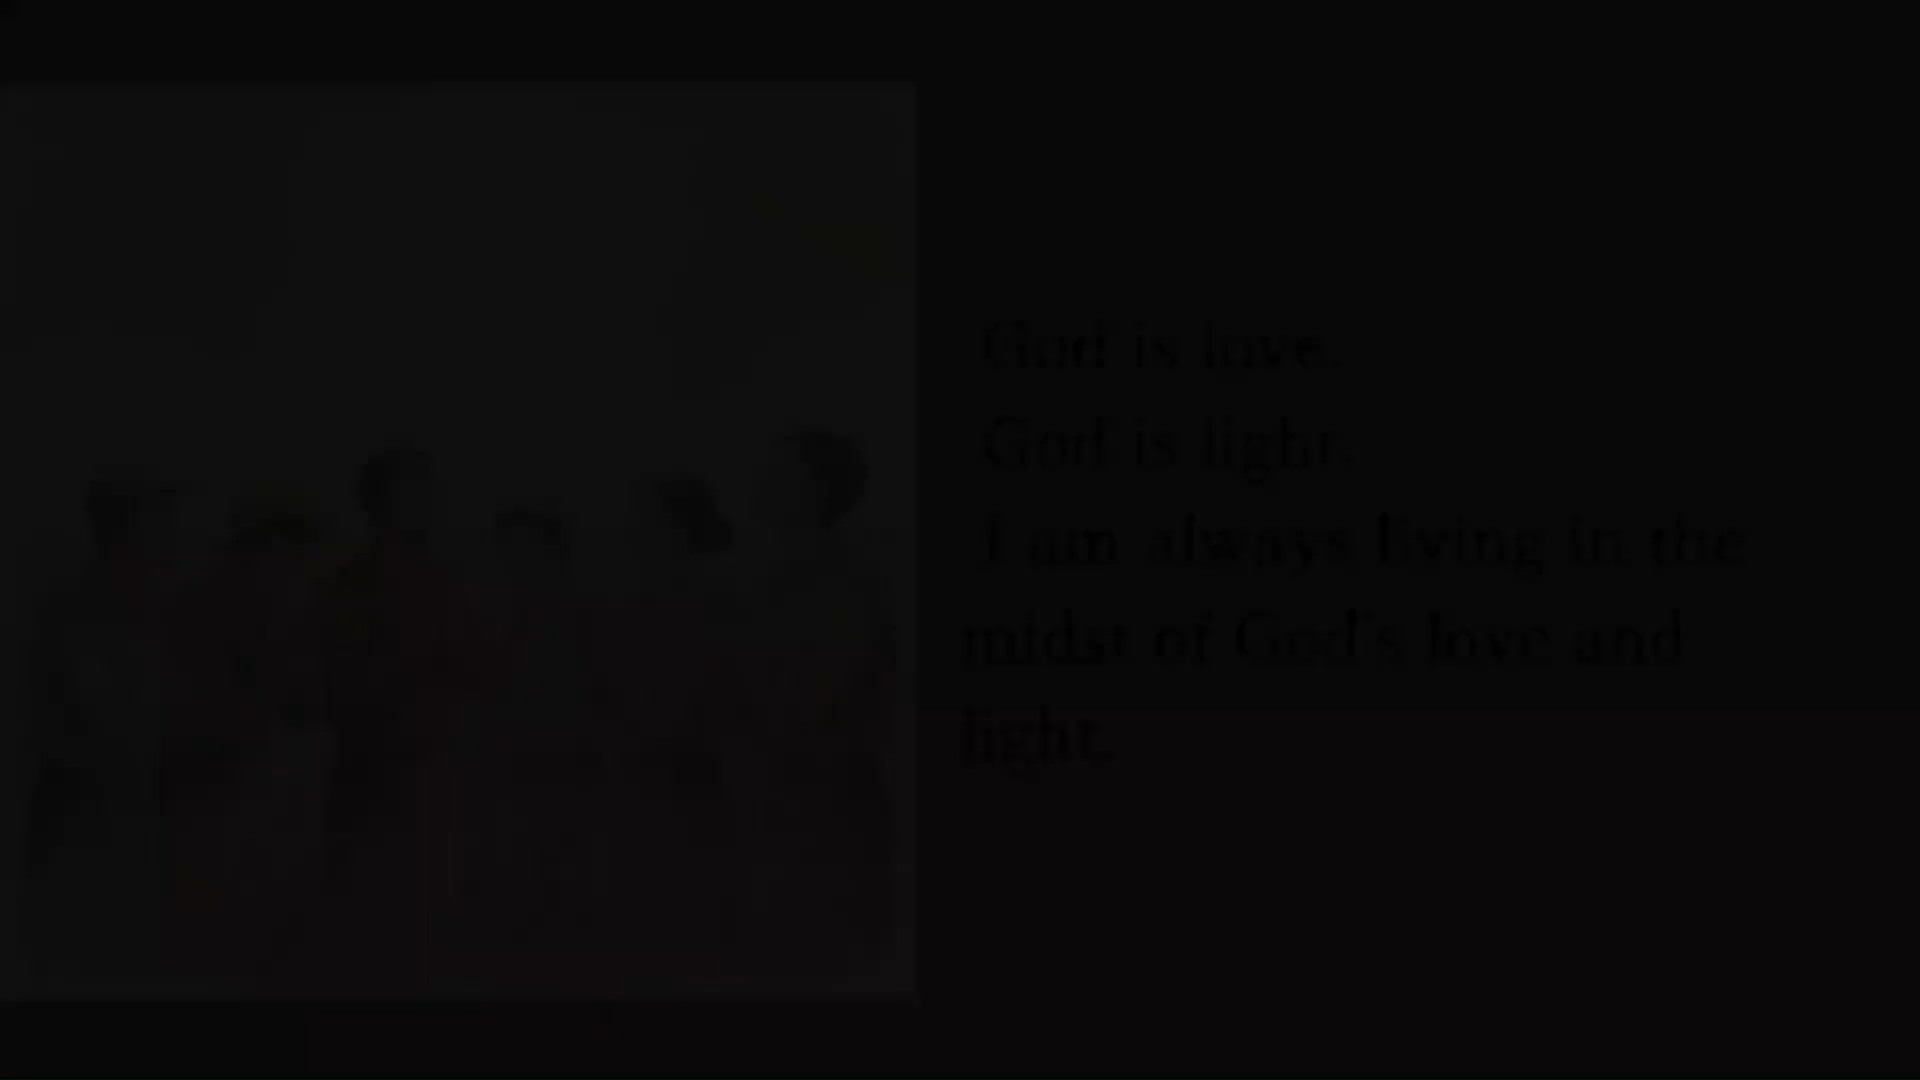 God is love.
God is light.
I am always living in the
midst of God's love and
light.